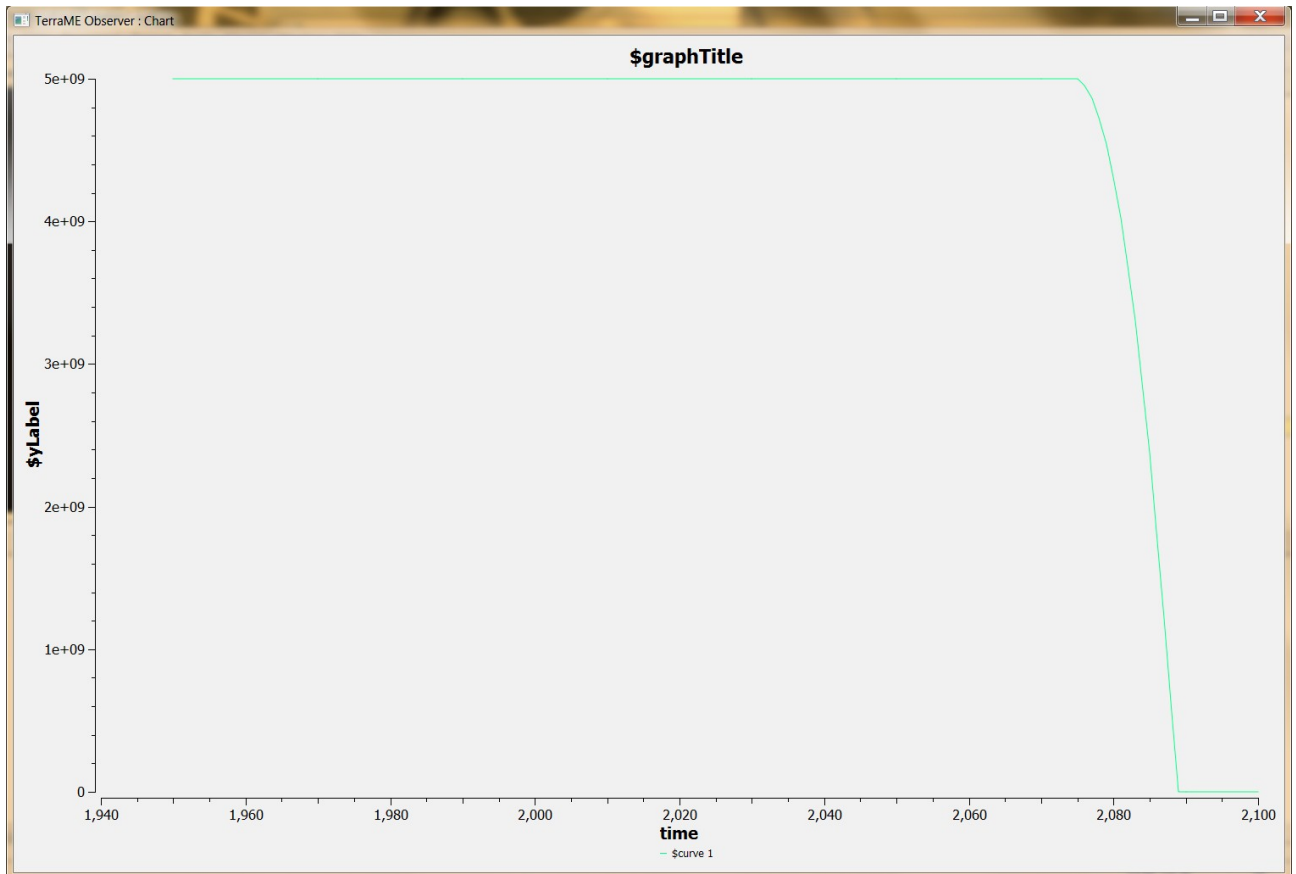 TerraME Observer : Chart
$graphTitle
5e+09
4e+09
3e+09
2e+09
1e+09
0
$yLabel
1,940 1,960 1,980 2,000 2,020 2,040 2,060 2,080 2,100
time
$curve 1